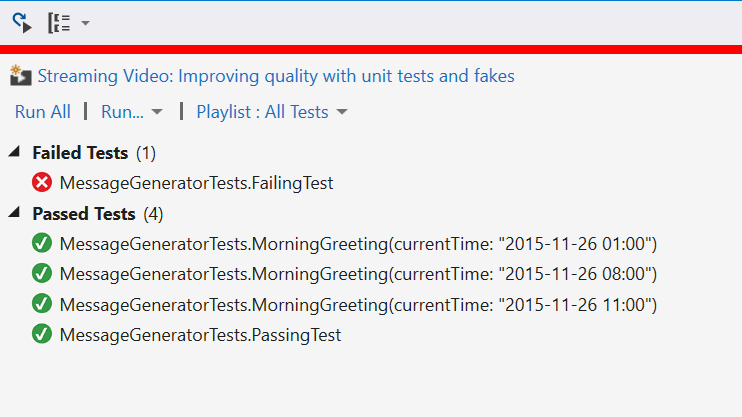 Streaming Video: Improving quality with unit tests and fakes
Run All | Run... | Playlist : All Tests
Failed Tests (1)
MessageGeneratorTests.FailingTest
Passed Tests (4)
MessageGeneratorTests.MorningGreeting(currentTime: "2015-11-26 01:00")
MessageGeneratorTests.MorningGreeting(currentTime: "2015-11-26 08:00")
MessageGeneratorTests.MorningGreeting(currentTime: "2015-11-26 11:00")
MessageGeneratorTests.PassingTest